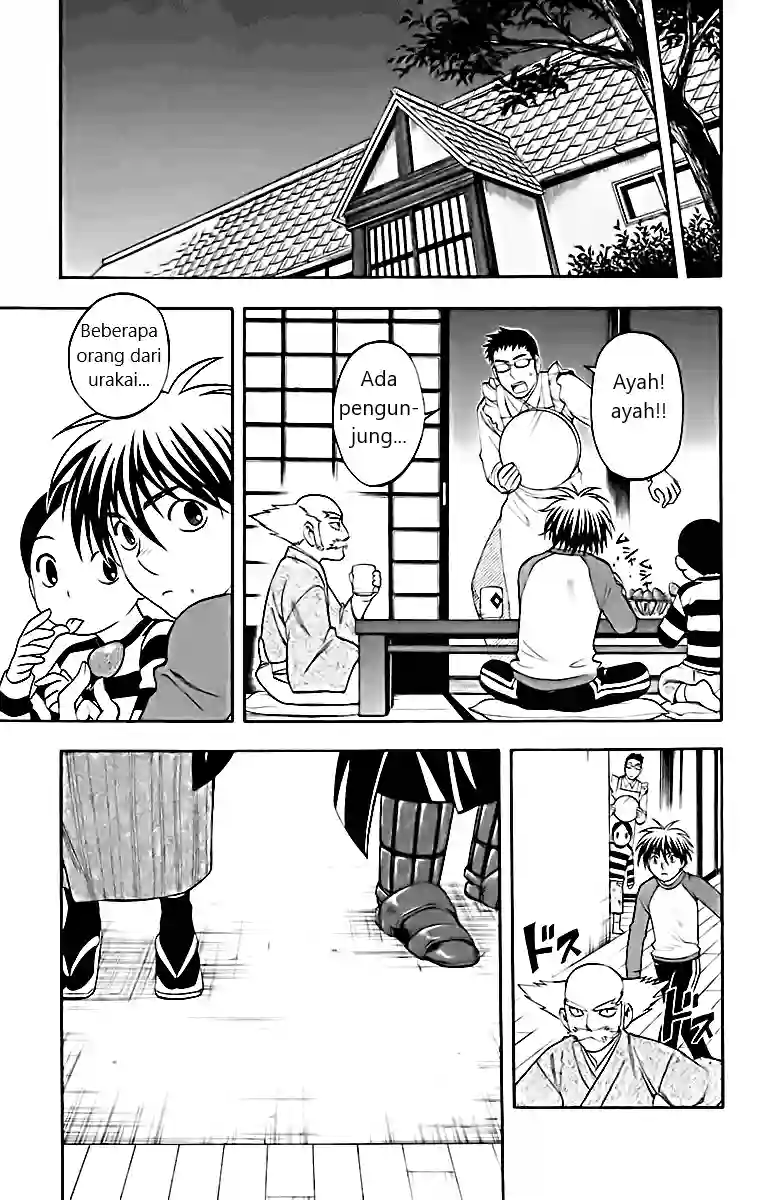 Ayah!
ayah!!
Ada
pengun-
jung...
Beberapa
orang dari
urakai...
ドス
ドス